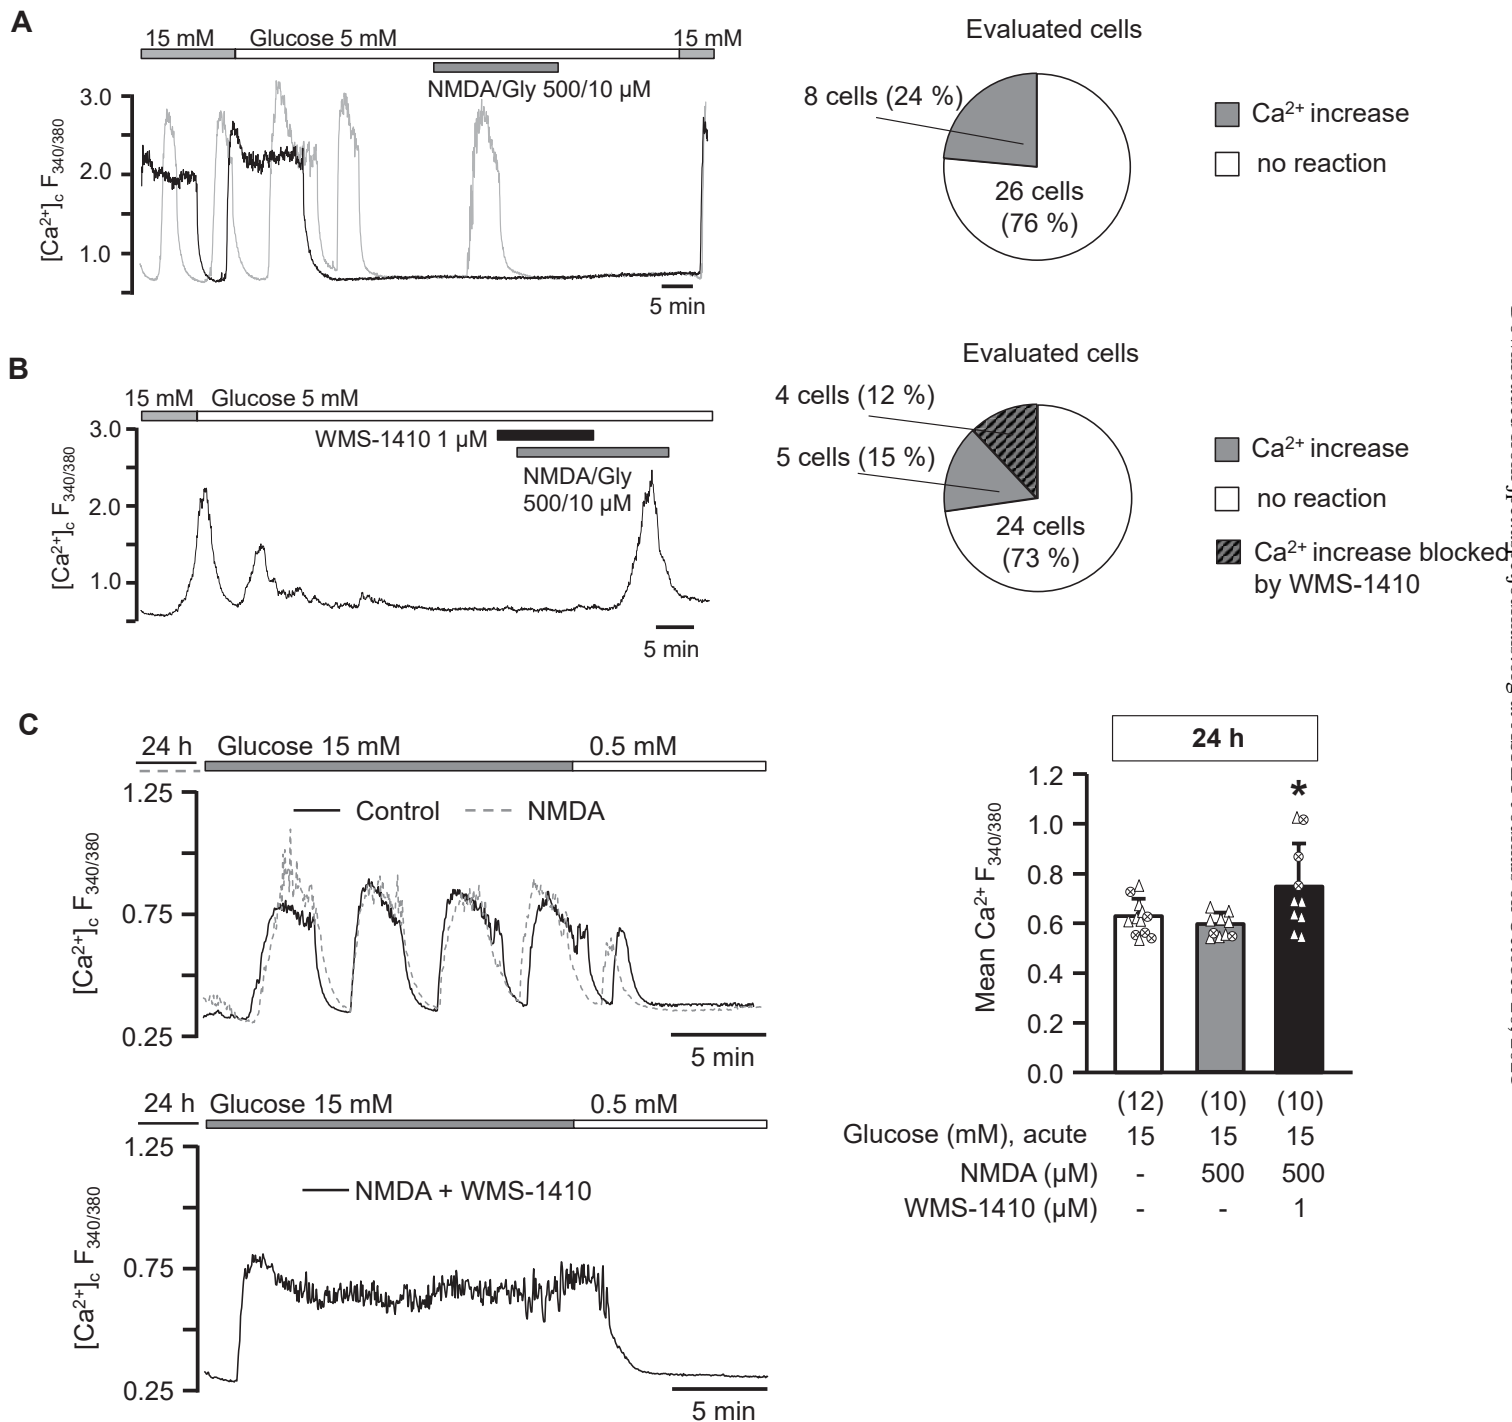 A
15 mM
Glucose 5 mM
15 mM
NMDA/Gly 500/10 µM
3.0
2.0
1.0
[Ca2+]c F340/380
5 min
Evaluated cells
8 cells (24 %)
26 cells
(76 %)
Ca2+ increase
no reaction
B
15 mM
Glucose 5 mM
WMS-1410 1 µM
NMDA/Gly
500/10 µM
3.0
2.0
1.0
[Ca2+]c F340/380
5 min
Evaluated cells
4 cells (12 %)
5 cells (15 %)
24 cells
(73 %)
Ca2+ increase
no reaction
Ca2+ increase blocked
by WMS-1410
C
24 h
Glucose 15 mM
0.5 mM
Control
NMDA
1.25
0.75
0.25
[Ca2+]c F340/380
5 min
24 h
Glucose 15 mM
0.5 mM
NMDA + WMS-1410
1.25
0.75
0.25
[Ca2+]c F340/380
5 min
24 h
*
1.2
1.0
0.8
0.6
0.4
0.2
0.0
Mean Ca2+ F340/380
(12) (10) (10)
Glucose (mM), acute 15 15 15
NMDA (µM) - 500 500
WMS-1410 (µM) - - 1